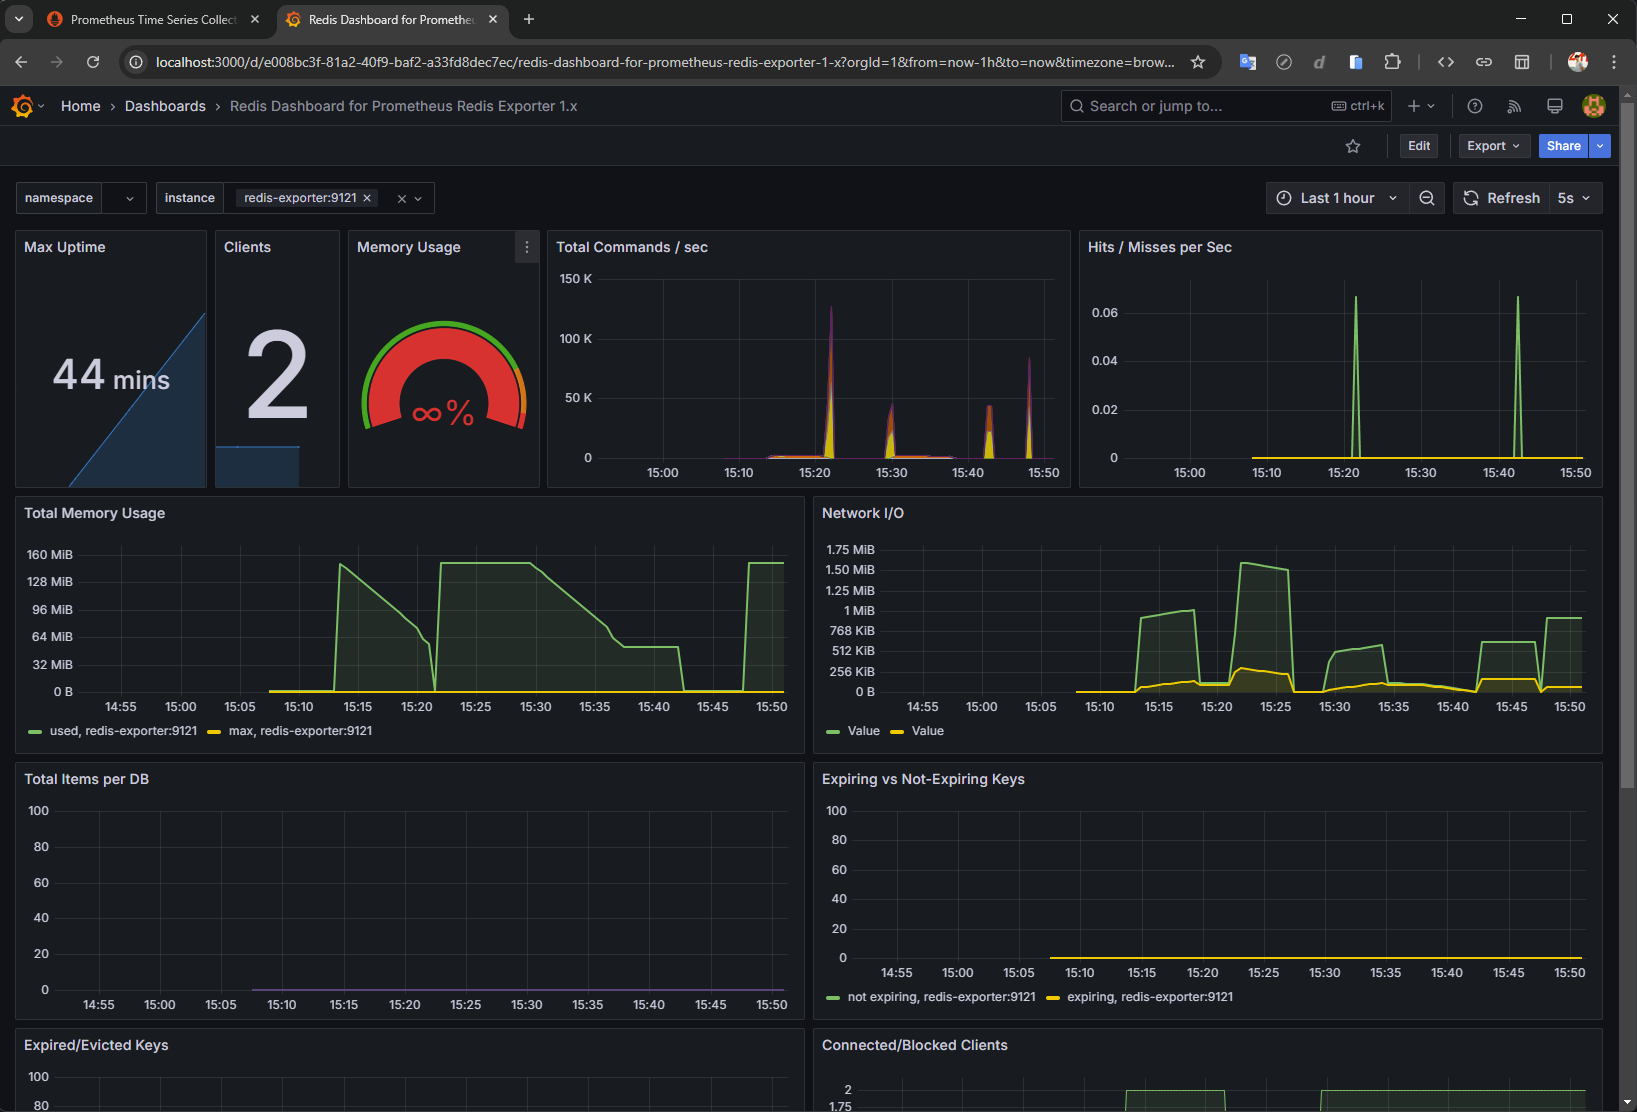 Prometheus Time Series Collect
Redis Dashboard for Promethe
localhost:3000/d/e008bc3f-81a2-40f9-baf2-a33fd8dec7ec/redis-dashboard-for-prometheus-redis-exporter-1-x?orgId=1&from=now-1h&to=now&timezone=brow...
Home › Dashboards › Redis Dashboard for Prometheus Redis Exporter 1.x
Search or jump to... ctrl+k
Edit Export Share
namespace instance redis-exporter:9121 Last 1 hour Refresh 5s
Max Uptime
44 mins
Clients
2
Memory Usage
∞%
Total Commands / sec
150 K
100 K
50 K
0
15:00 15:10 15:20 15:30 15:40 15:50
Hits / Misses per Sec
0.06
0.04
0.02
0
15:00 15:10 15:20 15:30 15:40 15:50
Total Memory Usage
160 MiB
128 MiB
96 MiB
64 MiB
32 MiB
0 B
14:55 15:00 15:05 15:10 15:15 15:20 15:25 15:30 15:35 15:40 15:45 15:50
used, redis-exporter:9121 max, redis-exporter:9121
Network I/O
1.75 MiB
1.50 MiB
1.25 MiB
1 MiB
768 KiB
512 KiB
256 KiB
0 B
14:55 15:00 15:05 15:10 15:15 15:20 15:25 15:30 15:35 15:40 15:45 15:50
Value Value
Total Items per DB
100
80
60
40
20
0
14:55 15:00 15:05 15:10 15:15 15:20 15:25 15:30 15:35 15:40 15:45 15:50
Expiring vs Not-Expiring Keys
100
80
60
40
20
0
14:55 15:00 15:05 15:10 15:15 15:20 15:25 15:30 15:35 15:40 15:45 15:50
not expiring, redis-exporter:9121 expiring, redis-exporter:9121
Expired/Evicted Keys
100
80
Connected/Blocked Clients
2
1.75